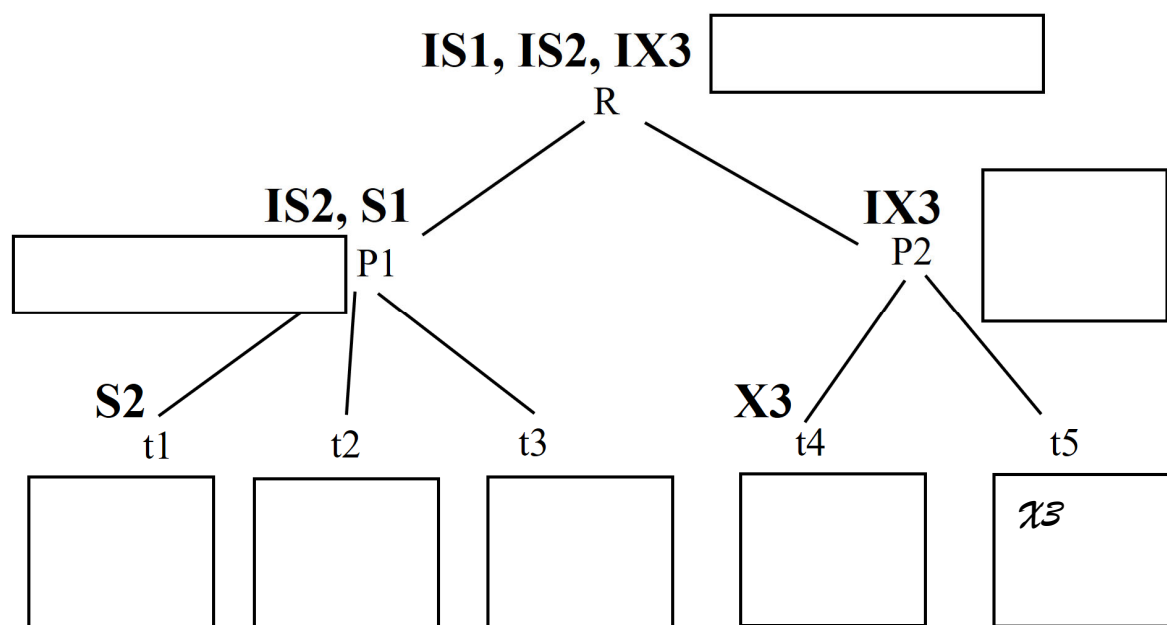 IS1, IS2, IX3
R
IS2, S1
IX3
P1
P2
S2
X3
t1
t2
t3
t4
t5
X3